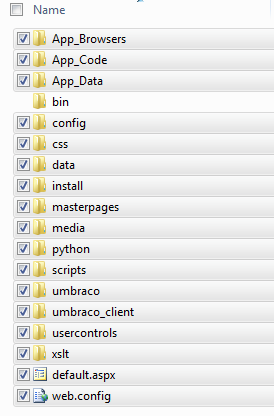 Name
App_Browsers
App_Code
App_Data
bin
config
css
data
install
masterpages
media
python
scripts
umbraco
umbraco_client
usercontrols
xslt
default.aspx
web.config